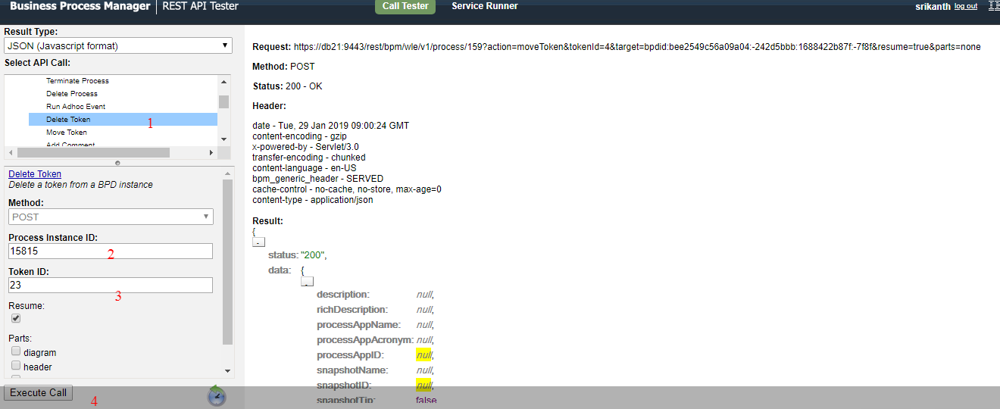 Business Process Manager | REST API Tester
Call Tester
Service Runner
srikanth log out
Result Type:
JSON (Javascript format)
Select API Call:
Terminate Process
Delete Process
Run Adhoc Event
Delete Token
1
Move Token
Add Comment
Delete Token
Delete a token from a BPD instance
Method:
POST
Process Instance ID:
15815
2
Token ID:
23
3
Resume:
Parts:
diagram
header
Execute Call
4
Request: https://db21:9443/rest/bpm/wle/v1/process/159?action=moveToken&tokenId=4&target=bpdid:bee2549c56a09a04:-242d5bbb:1688422b87f:-7f8f&resume=true&parts=none
Method: POST
Status: 200 - OK
Header:
date - Tue, 29 Jan 2019 09:00:24 GMT
content-encoding - gzip
x-powered-by - Servlet/3.0
transfer-encoding - chunked
content-language - en-US
bpm_generic_header - SERVED
cache-control - no-cache, no-store, max-age=0
content-type - application/json
Result:
{
-
status: "200",
data: {
-
description: null,
richDescription: null,
processAppName: null,
processAppAcronym: null,
processAppID: null,
snapshotName: null,
snapshotID: null,
snapshotTip: false